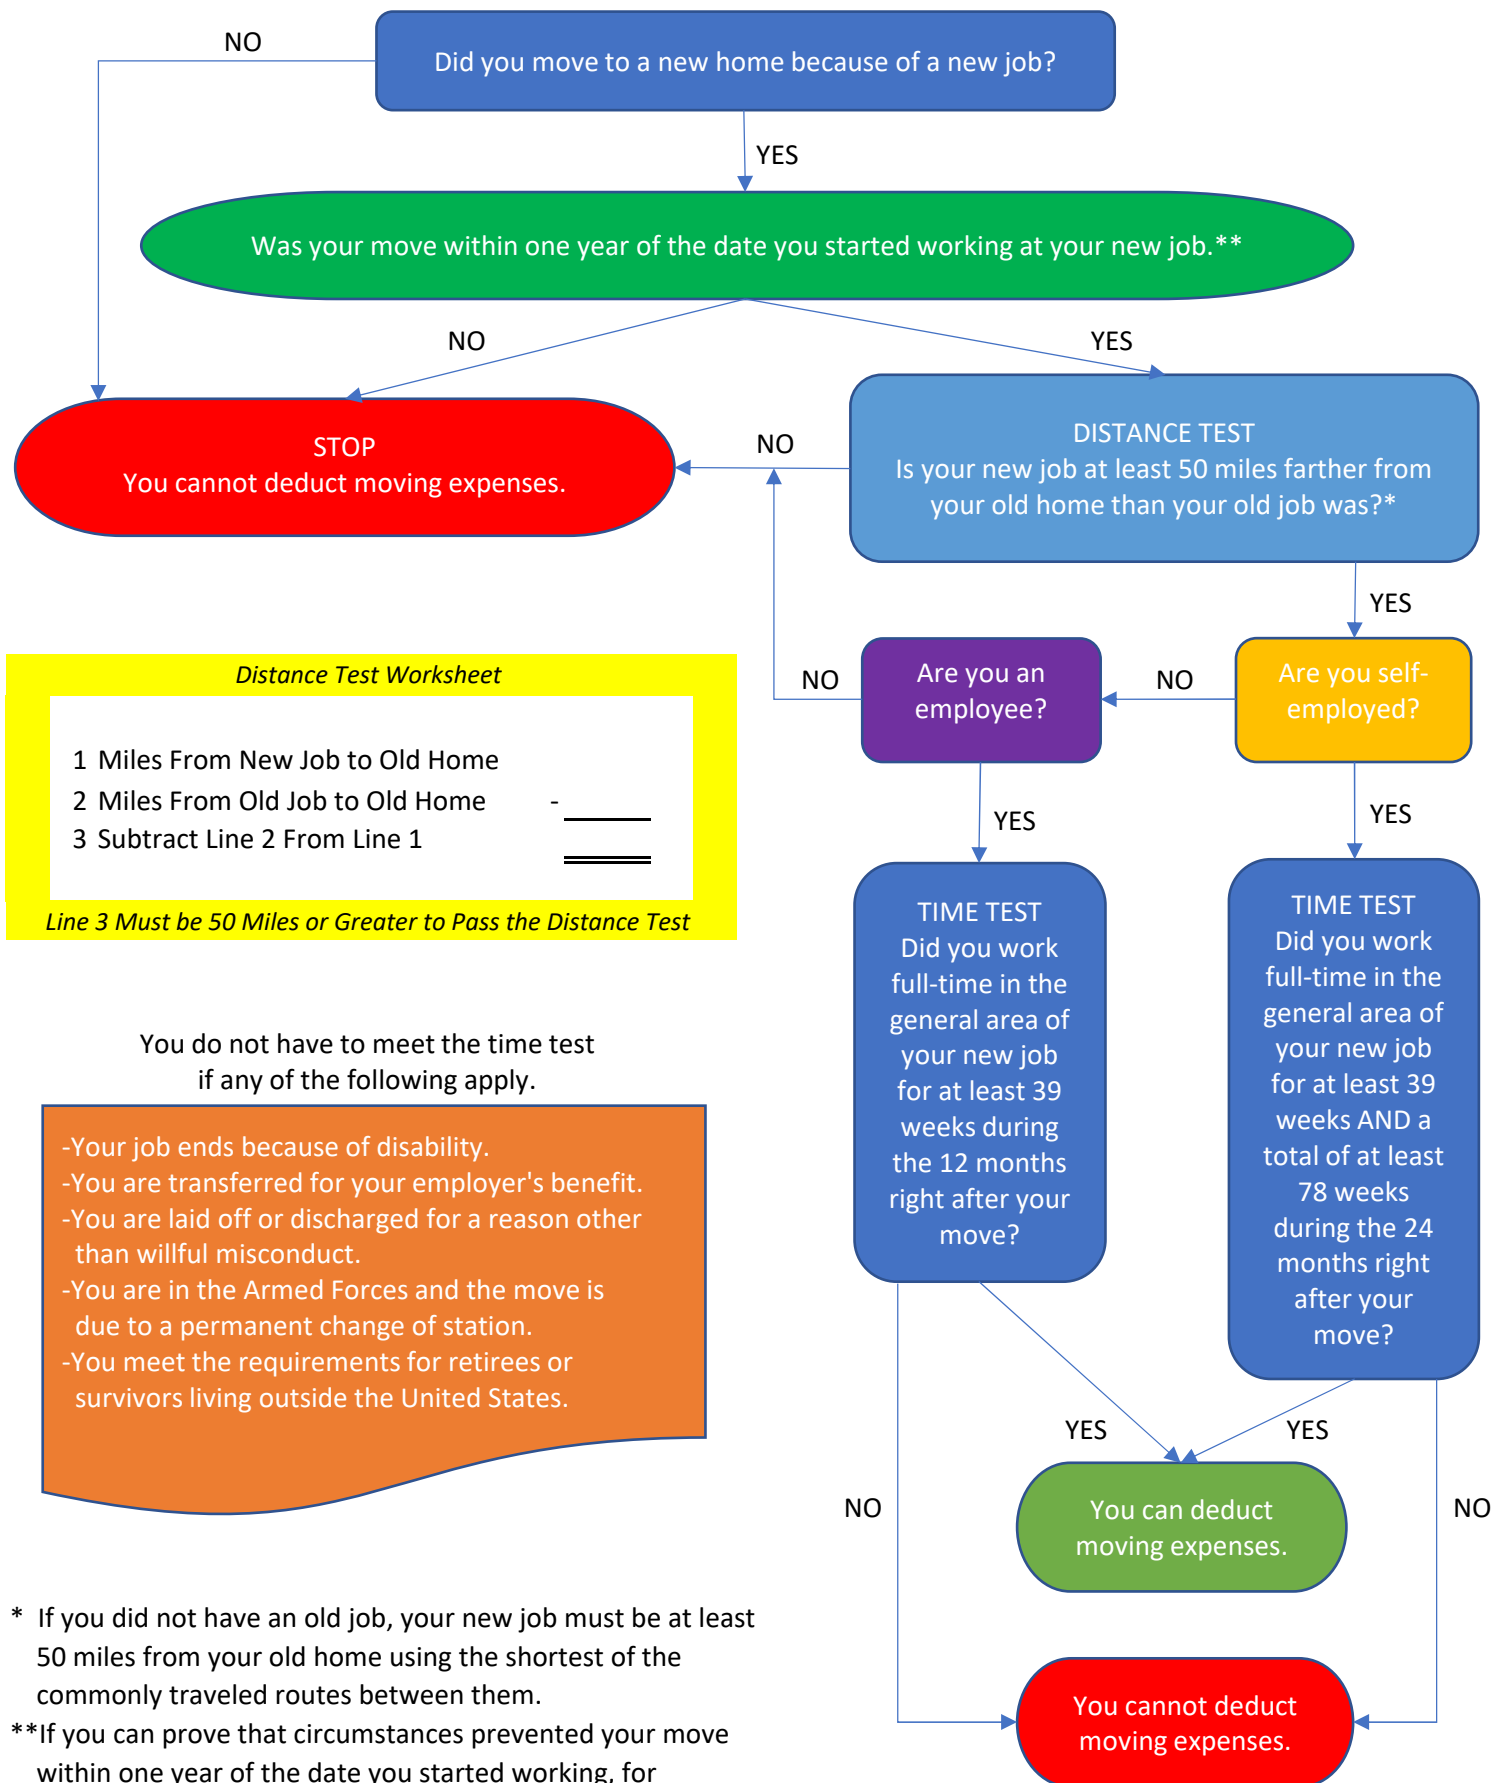 Did you move to a new home because of a new job?
NO
YES
Was your move within one year of the date you started working at your new job.**
NO
YES
STOP
You cannot deduct moving expenses.
NO
DISTANCE TEST
Is your new job at least 50 miles farther from
your old home than your old job was?*
YES
Are you self-
employed?
NO
Are you an
employee?
NO
YES
YES
Distance Test Worksheet
1 Miles From New Job to Old Home
2 Miles From Old Job to Old Home -
3 Subtract Line 2 From Line 1
Line 3 Must be 50 Miles or Greater to Pass the Distance Test
TIME TEST
Did you work
full-time in the
general area of
your new job
for at least 39
weeks during
the 12 months
right after your
move?
TIME TEST
Did you work
full-time in the
general area of
your new job
for at least 39
weeks AND a
total of at least
78 weeks
during the 24
months right
after your
move?
You do not have to meet the time test
if any of the following apply.
-Your job ends because of disability.
-You are transferred for your employer's benefit.
-You are laid off or discharged for a reason other
than willful misconduct.
-You are in the Armed Forces and the move is
due to a permanent change of station.
-You meet the requirements for retirees or
survivors living outside the United States.
YES
YES
NO
NO
You can deduct
moving expenses.
You cannot deduct
moving expenses.
* If you did not have an old job, your new job must be at least
50 miles from your old home using the shortest of the
commonly traveled routes between them.
**If you can prove that circumstances prevented your move
within one year of the date you started working, for